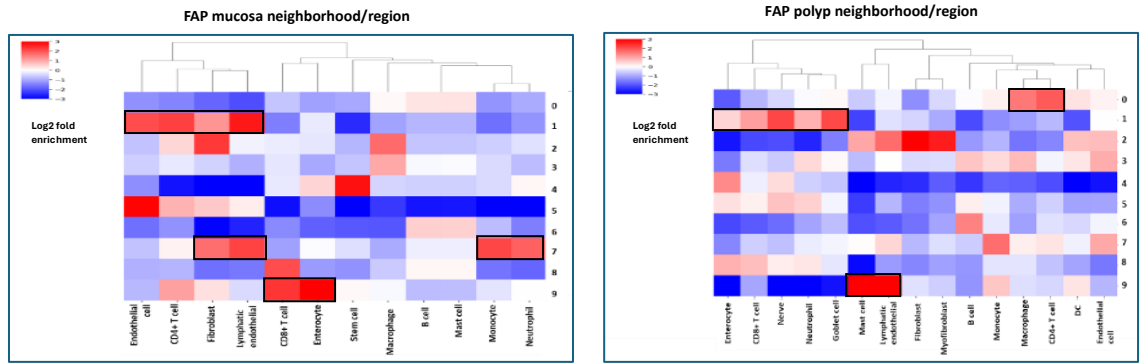 FAP mucosa neighborhood/region
3
2
1
0
−1
−2
−3
Log2 fold
enrichment
0
1
2
3
4
5
6
7
8
9
Endothelial
cell
CD4+ T cell
Fibroblast
Lymphatic
endothelial
CD8+ T cell
Enterocyte
Stem cell
Macrophage
B cell
Mast cell
Monocyte
Neutrophil
FAP polyp neighborhood/region
3
2
1
0
−1
−2
−3
Log2 fold
enrichment
0
1
2
3
4
5
6
7
8
9
Enterocyte
CD8+ T cell
Nerve
Neutrophil
Goblet cell
Mast cell
Lymphatic
endothelial
Fibroblast
Myofibroblast
B cell
Monocyte
Macrophage
CD4+ T cell
DC
Endothelial
cell